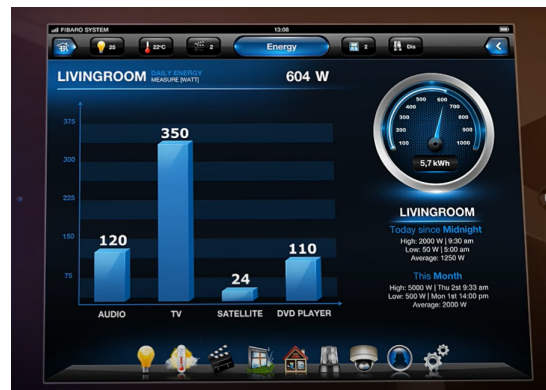 FIBARO SYSTEM
13:06
25
22°C
2
Energy
2
Dis
LIVINGROOM
DAILY ENERGY
MEASURE [WATT]
604 W
375
300
225
150
75
350
120
110
24
AUDIO
TV
SATELLITE
DVD PLAYER
500 600
400 700
300 800
200 900
100 1000
5,7 kWh
LIVINGROOM
Today since Midnight
High: 2000 W | 9:30 am
Low: 50 W | 5:00 am
Average: 1250 W
This Month
High: 5000 W | Thu 2st 9:33 am
Low: 500 W | Mon 1st 14:00 pm
Average: 2000 W